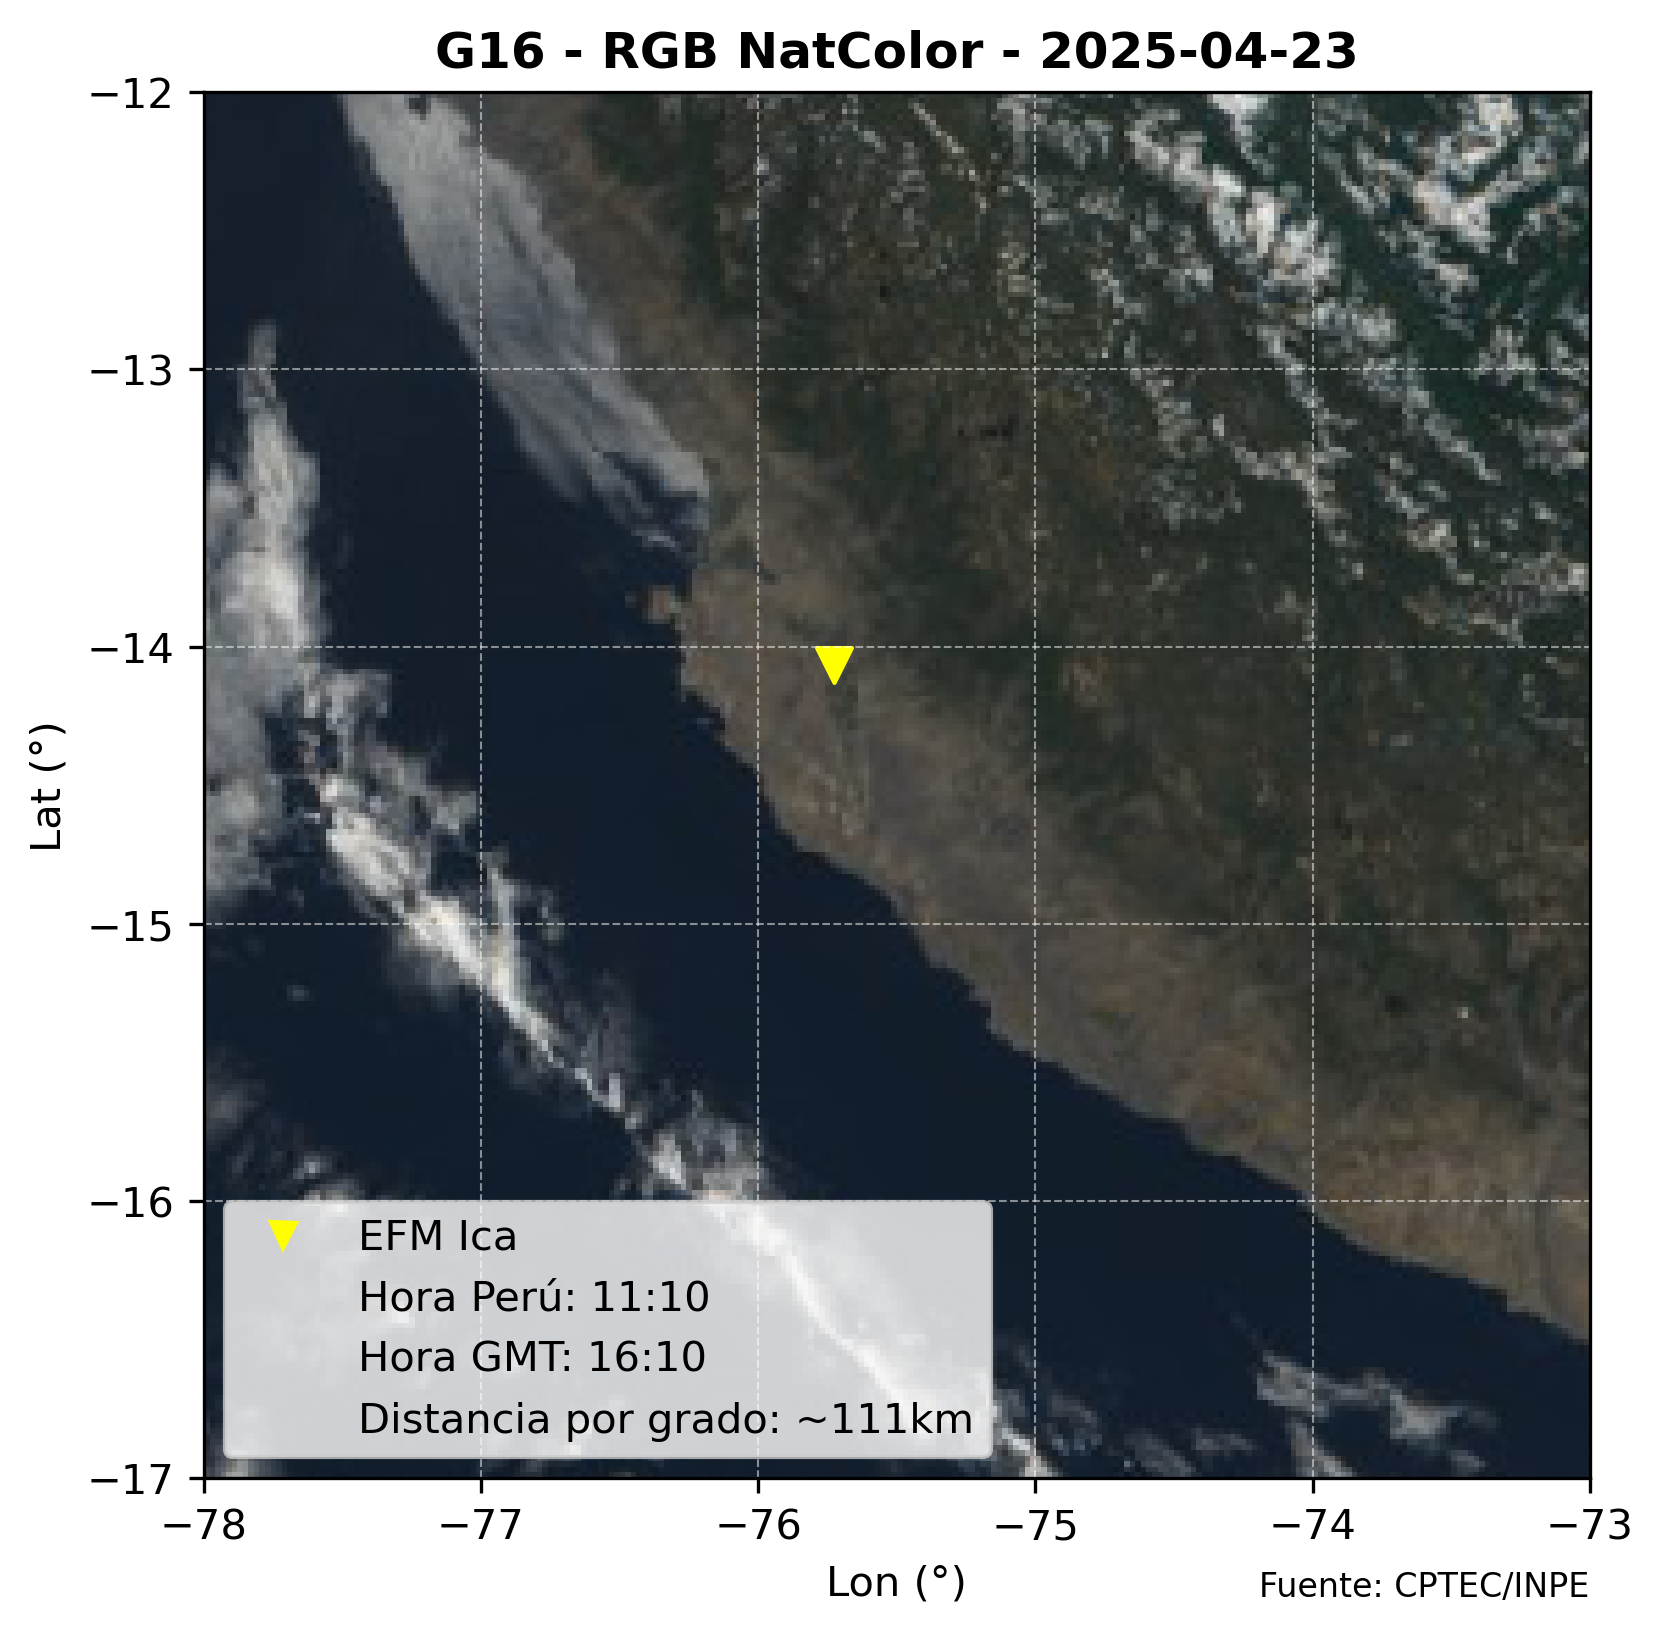 G16 - RGB NatColor - 2025-04-23
−12
−13
−14
−15
−16
−17
Lat (°)
EFM Ica
Hora Perú: 11:10
Hora GMT: 16:10
Distancia por grado: ~111km
−78
−77
−76
−75
−74
−73
Lon (°)
Fuente: CPTEC/INPE